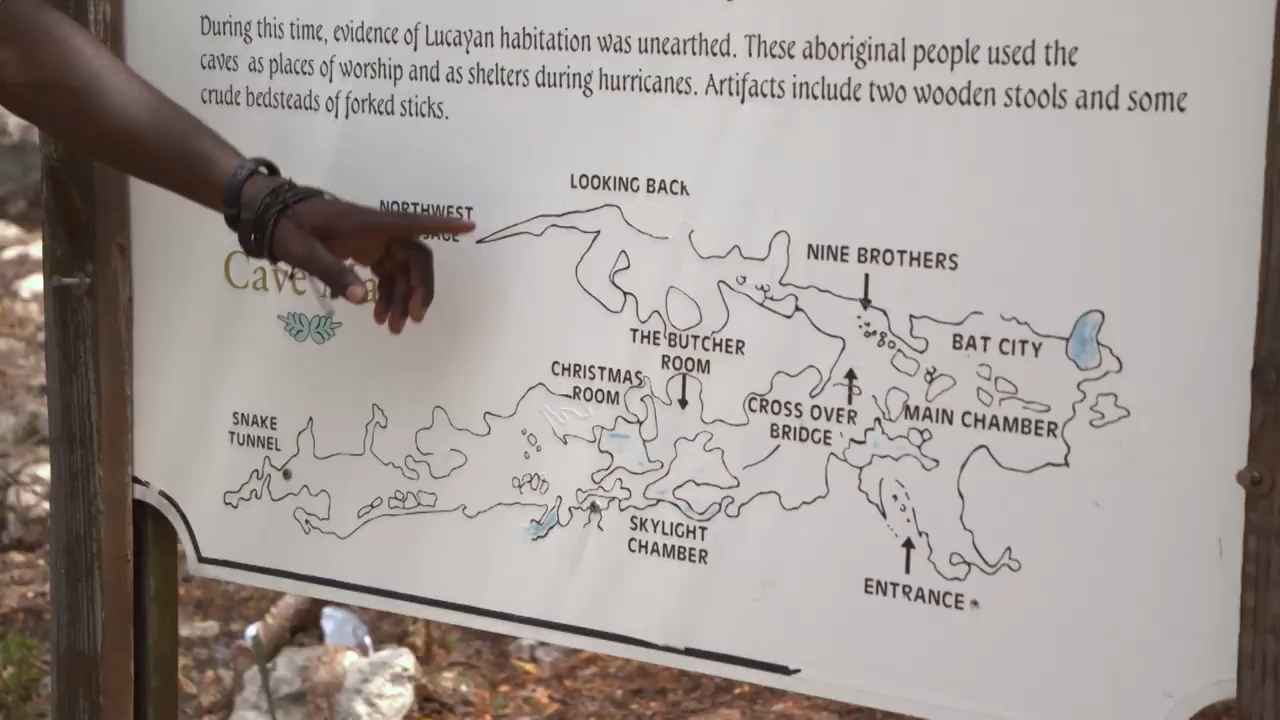 During this time, evidence of Lucayan habitation was unearthed. These aboriginal people used the
caves as places of worship and as shelters during hurricanes. Artifacts include two wooden stools and some
crude bedsteads of forked sticks.
LOOKING BACK
NORTHWEST
Cave
NINE BROTHERS
THE BUTCHER
ROOM
BAT CITY
CHRISTMAS
ROOM
CROSS OVER
BRIDGE
MAIN CHAMBER
SNAKE
TUNNEL
SKYLIGHT
CHAMBER
ENTRANCE